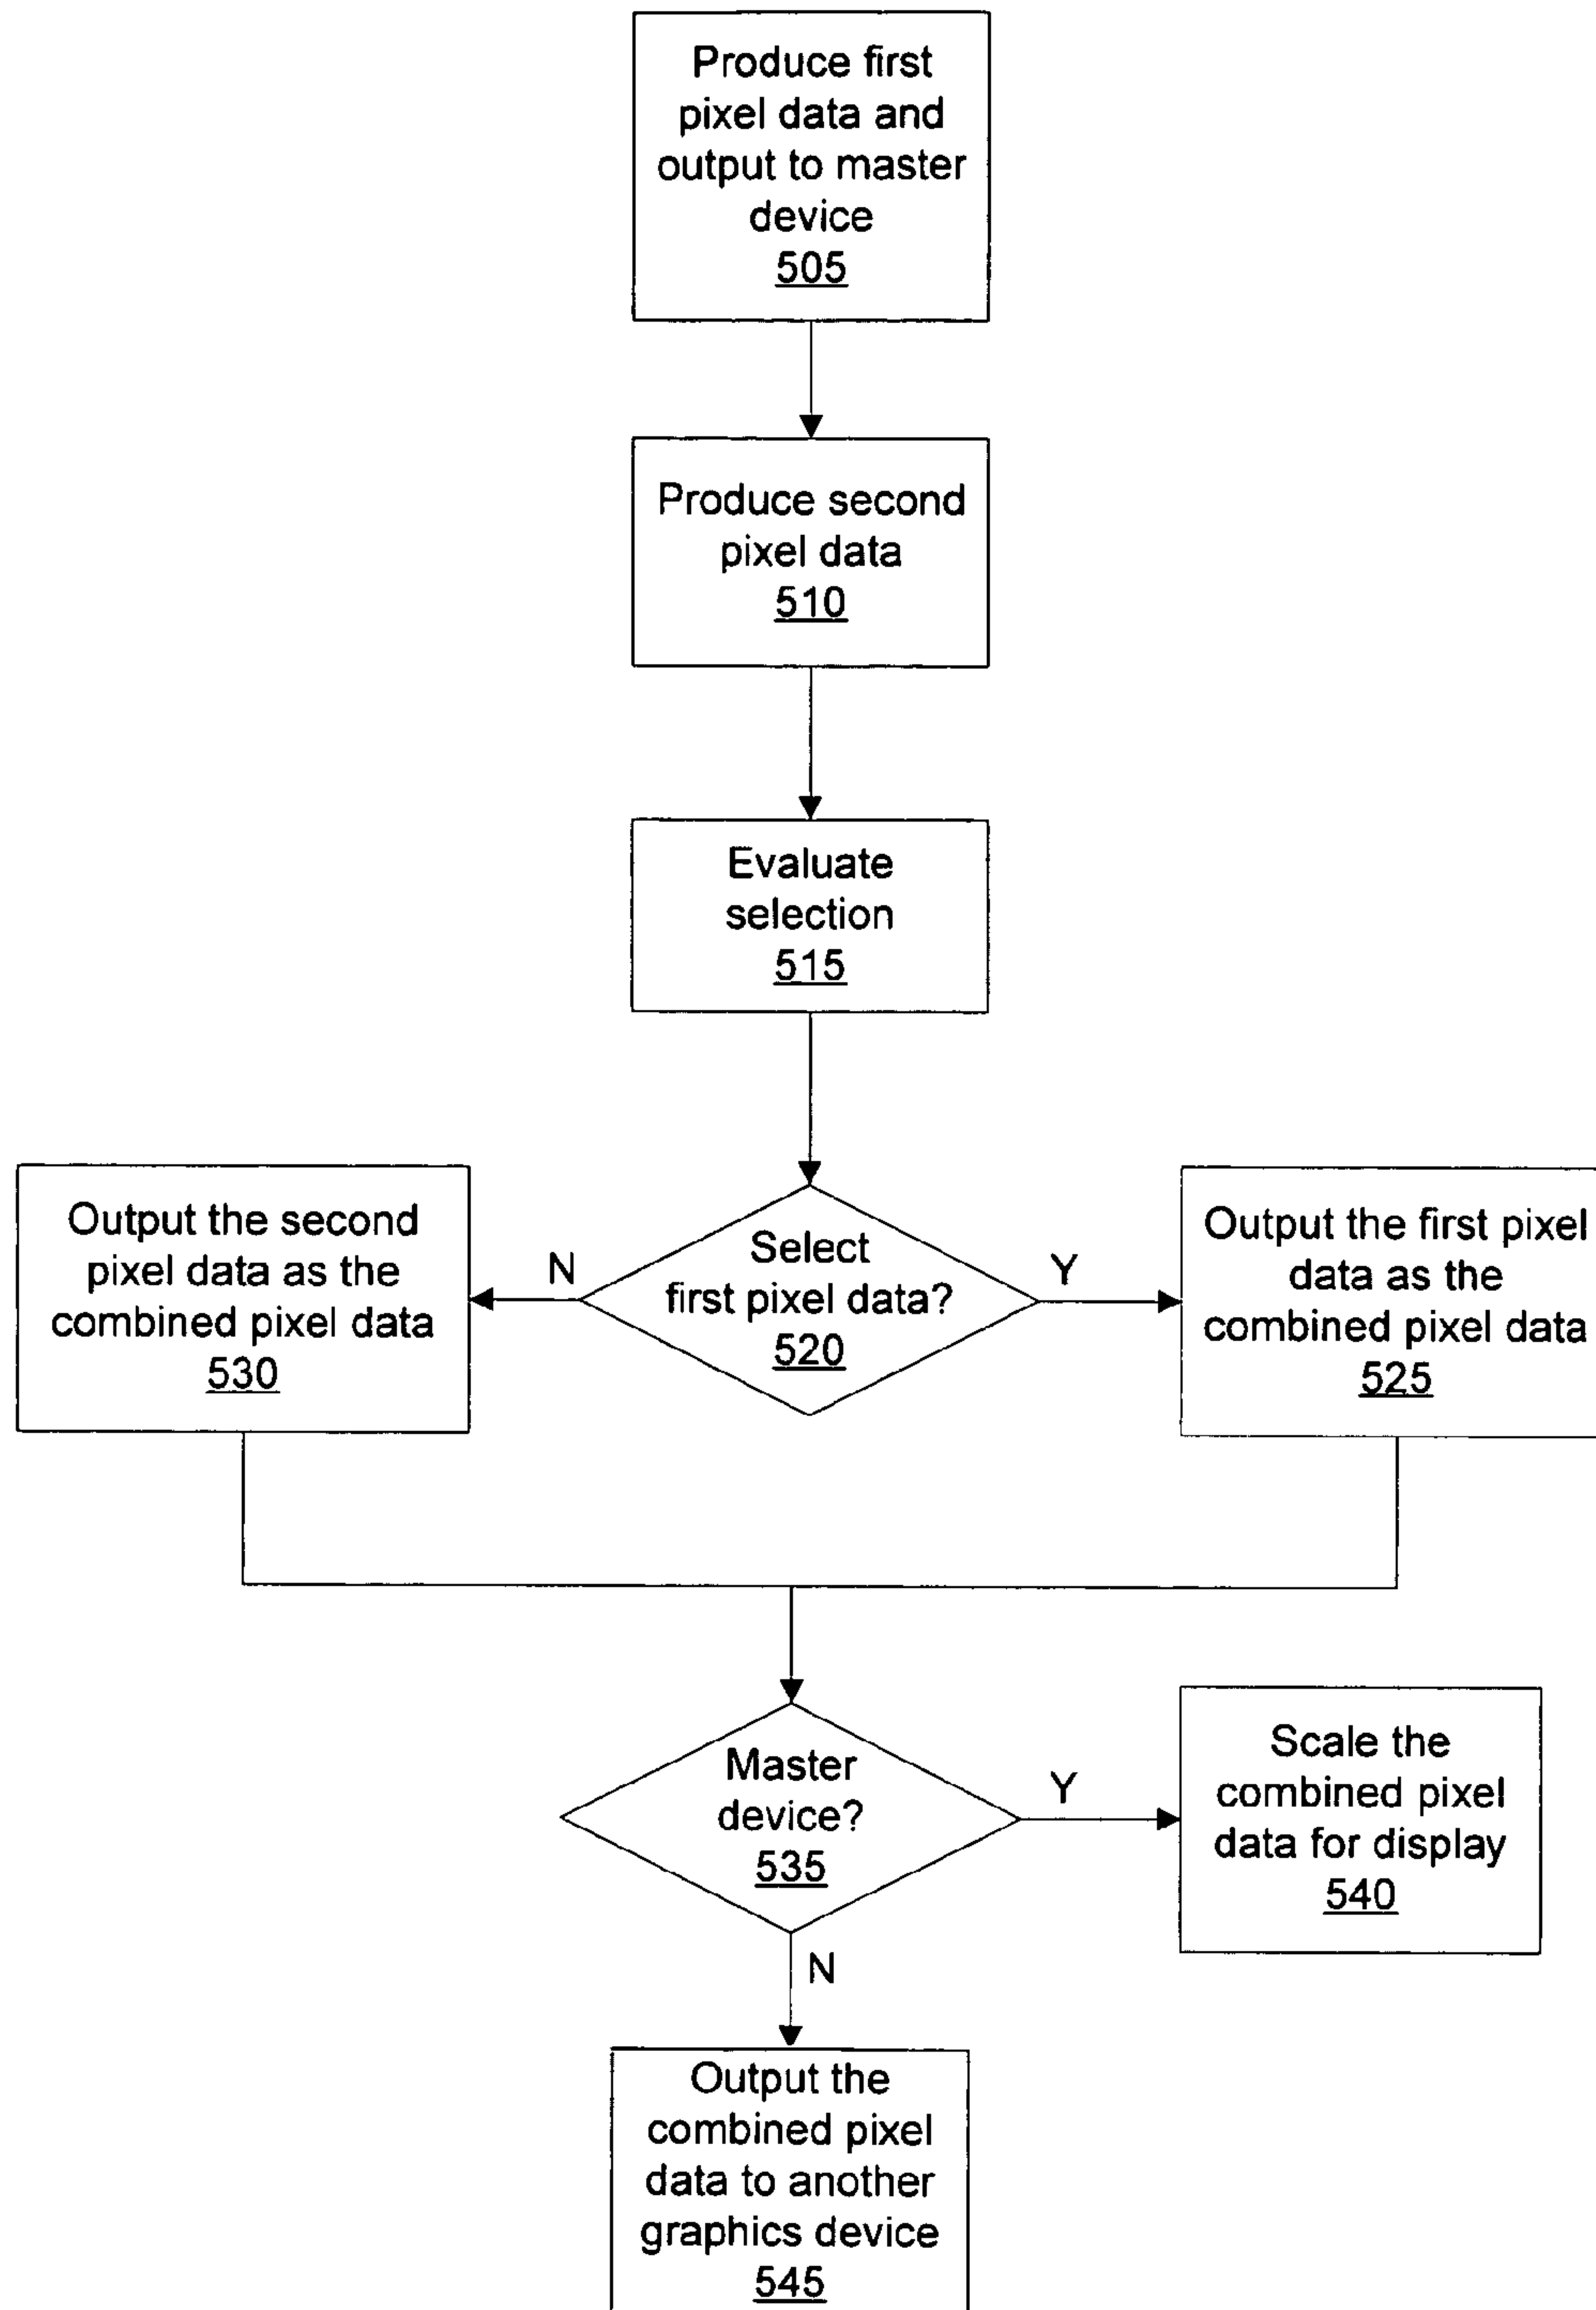 Produce first
pixel data and
output to master
device
505
Produce second
pixel data
510
Evaluate
selection
515
Output the second
pixel data as the
combined pixel data
530
N
Select
first pixel data?
520
Y
Output the first pixel
data as the
combined pixel data
525
Master
device?
535
Y
Scale the
combined pixel
data for display
540
N
Output the
combined pixel
data to another
graphics device
545